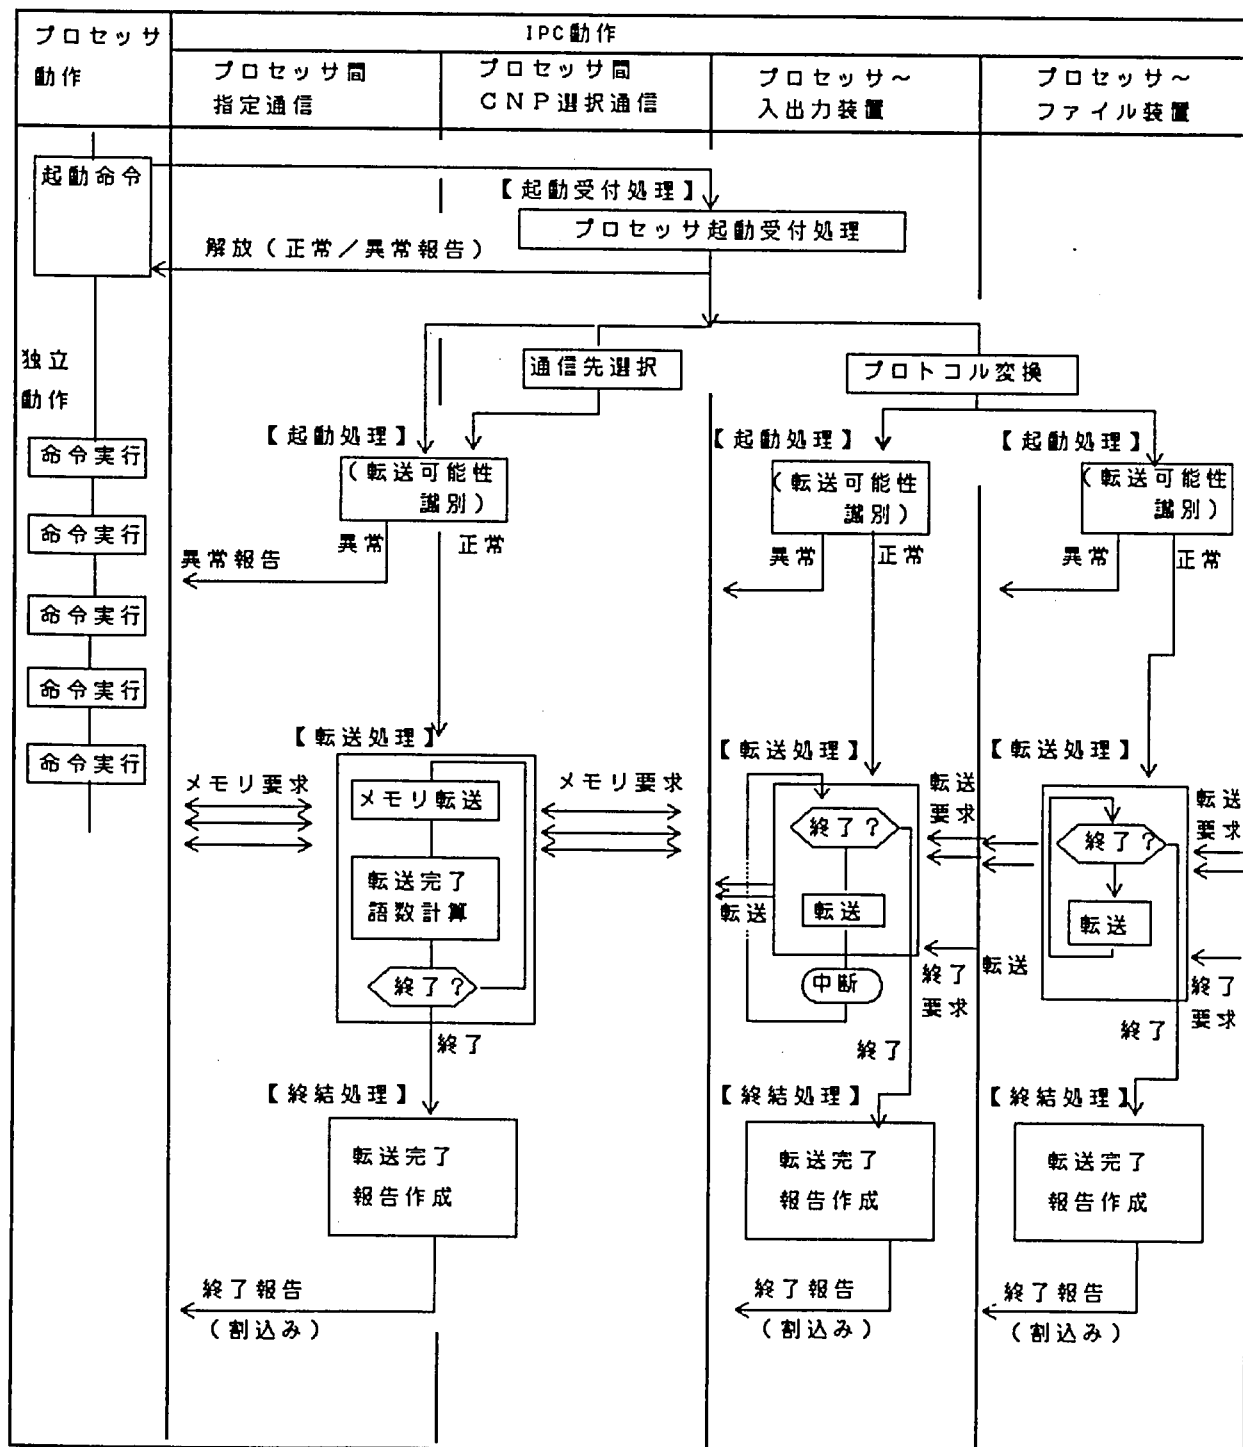 プロセッサ
動作
IPC動作
プロセッサ間
指定通信
プロセッサ間
CNP選択通信
プロセッサ～
入出力装置
プロセッサ～
ファイル装置
起動命令
【起動受付処理】
プロセッサ起動受付処理
解放（正常／異常報告）
独立
動作
通信先選択
プロトコル変換
命令実行
命令実行
命令実行
命令実行
命令実行
【起動処理】
（転送可能性
識別）
異常
正常
異常報告
【起動処理】
（転送可能性
識別）
異常
正常
【起動処理】
（転送可能性
識別）
異常
正常
【転送処理】
メモリ要求
メモリ転送
転送完了
語数計算
終了？
メモリ要求
終了
【転送処理】
終了？
転送
中断
転送
転送
要求
終了
要求
終了
【転送処理】
終了？
転送
転送
転送
要求
終了
要求
終了
【終結処理】
転送完了
報告作成
終了報告
（割込み）
【終結処理】
転送完了
報告作成
終了報告
（割込み）
【終結処理】
転送完了
報告作成
終了報告
（割込み）